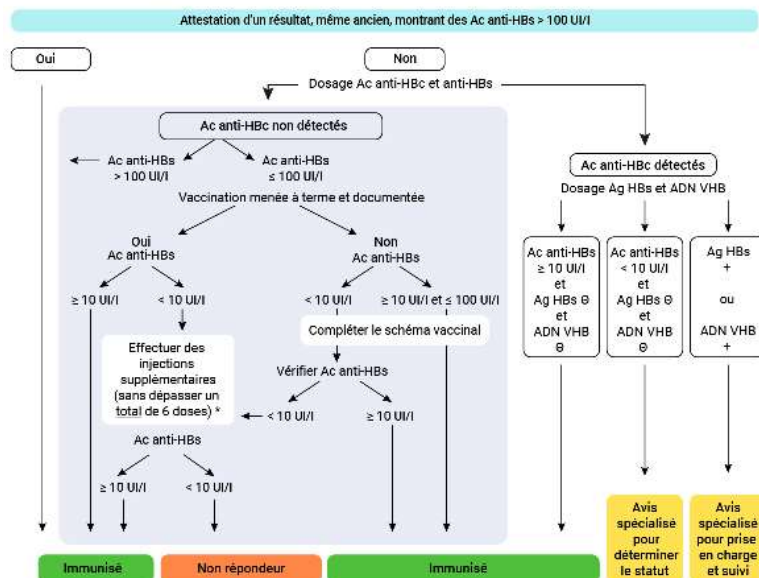 Attestation d'un résultat, même ancien, montrant des Ac anti-HBs > 100 UI/l
Oui
Non
Dosage Ac anti-HBc et anti-HBs
Ac anti-HBc non détectés
Ac anti-HBs
> 100 UI/l
Ac anti-HBs
≤ 100 UI/l
Vaccination menée à terme et documentée
Oui
Ac anti-HBs
≥ 10 UI/l
< 10 UI/l
Effectuer des
injections
supplémentaires
(sans dépasser un
total de 6 doses) *
Ac anti-HBs
≥ 10 UI/l
< 10 UI/l
Non
Ac anti-HBs
< 10 UI/l
≥ 10 UI/l et ≤ 100 UI/l
Compléter le schéma vaccinal
Vérifier Ac anti-HBs
< 10 UI/l
≥ 10 UI/l
Ac anti-HBc détectés
Dosage Ag HBs et ADN VHB
Ac anti-HBs
≥ 10 UI/l
et
Ag HBs ⊖
et
ADN VHB
⊖
Ac anti-HBs
< 10 UI/l
et
Ag HBs ⊖
et
ADN VHB
⊖
Ag HBs
+
ou
ADN VHB
+
Immunisé
Non répondeur
Immunisé
Avis
spécialisé
pour
déterminer
le statut
Avis
spécialisé
pour prise
en charge
et suivi